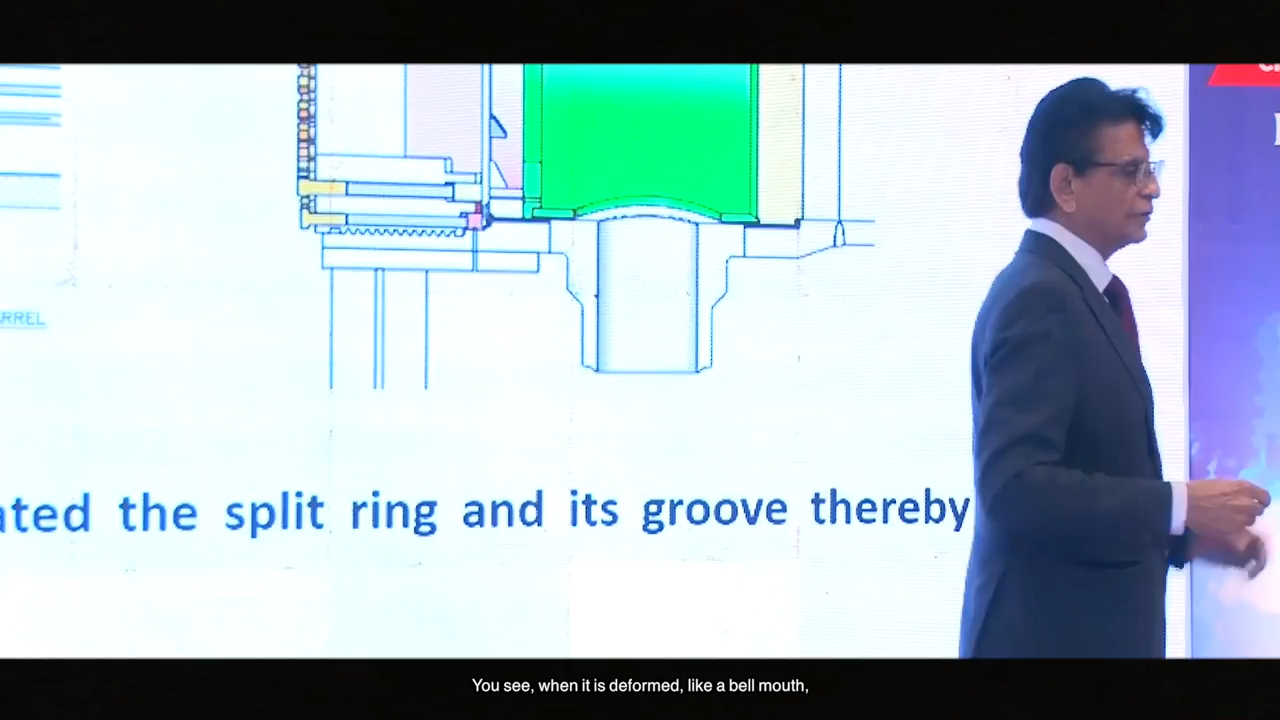 RREL
ated the split ring and its groove thereby
You see, when it is deformed, like a bell mouth,